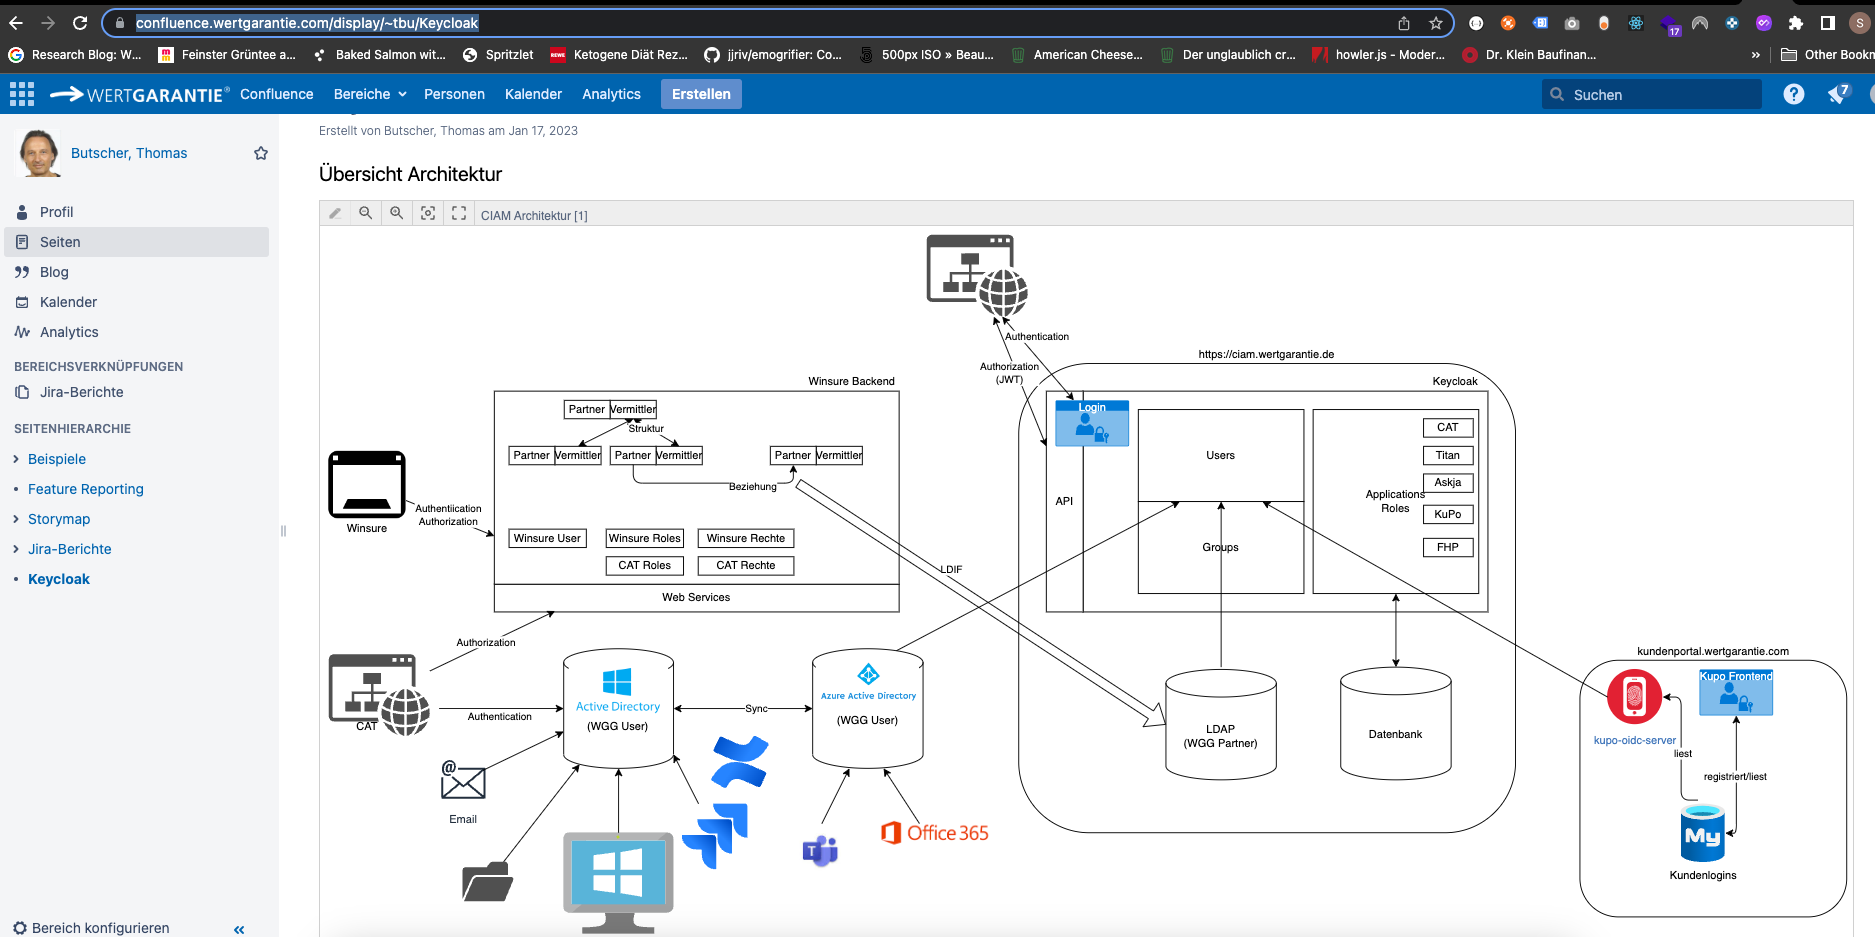 confluence.wertgarantie.com/display/~tbu/Keycloak
17
S
Research Blog: W...
Feinster Grüntee a...
Baked Salmon wit...
Spritzlet
REWE
Ketogene Diät Rez...
jjriv/emogrifier: Co...
500px ISO » Beau...
American Cheese...
Der unglaublich cr...
howler.js - Moder...
Dr. Klein Baufinan...
»
Other Bookn
WERTGARANTIE®
Confluence
Bereiche
Personen
Kalender
Analytics
Erstellen
Suchen
?
7
Butscher, Thomas
Profil
Seiten
Blog
Kalender
Analytics
BEREICHSVERKNÜPFUNGEN
Jira-Berichte
SEITENHIERARCHIE
Beispiele
Feature Reporting
Storymap
Jira-Berichte
Keycloak
Bereich konfigurieren
«
Erstellt von Butscher, Thomas am Jan 17, 2023
Übersicht Architektur
CIAM Architektur [1]
Authentication
Authorization
(JWT)
https://ciam.wertgarantie.de
Winsure Backend
Keycloak
Partner Vermittler
Struktur
Partner Vermittler
Partner Vermittler
Partner Vermittler
Beziehung
Login
API
Users
Groups
Applications
Roles
CAT
Titan
Askja
KuPo
FHP
Winsure
Authentiication
Authorization
Winsure User
Winsure Roles
Winsure Rechte
CAT Roles
CAT Rechte
Web Services
LDIF
Authorization
CAT
Authentication
Active Directory
(WGG User)
Sync
Azure Active Directory
(WGG User)
LDAP
(WGG Partner)
Datenbank
kundenportal.wertgarantie.com
Kupo Frontend
kupo-oidc-server
liest
registriert/liest
My
Kundenlogins
@
Email
T
Office 365